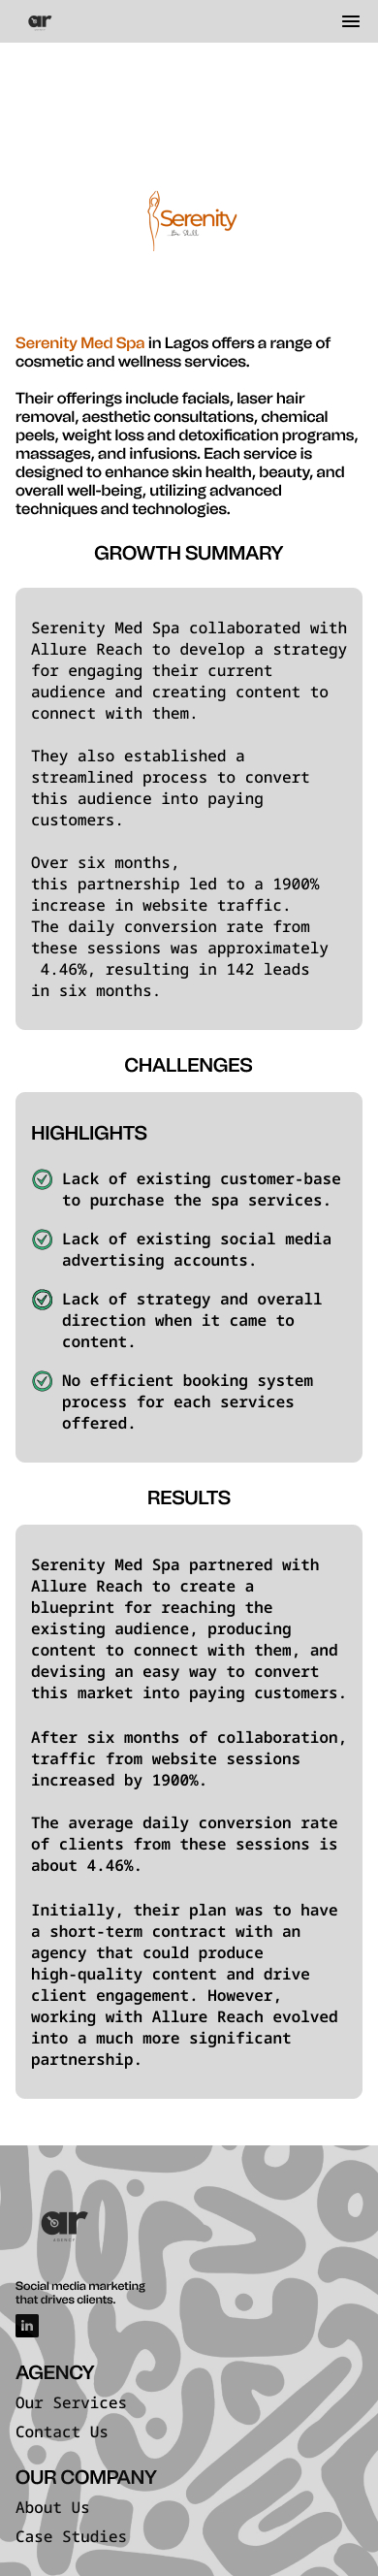 ar
Serenity
Be Still
Serenity Med Spa in Lagos offers a range of
cosmetic and wellness services.
Their offerings include facials, laser hair
removal, aesthetic consultations, chemical
peels, weight loss and detoxification programs,
massages, and infusions. Each service is
designed to enhance skin health, beauty, and
overall well-being, utilizing advanced
techniques and technologies.
GROWTH SUMMARY
Serenity Med Spa collaborated with
Allure Reach to develop a strategy
for engaging their current
audience and creating content to
connect with them.
They also established a
streamlined process to convert
this audience into paying
customers.
Over six months,
this partnership led to a 1900%
increase in website traffic.
The daily conversion rate from
these sessions was approximately
4.46%, resulting in 142 leads
in six months.
CHALLENGES
HIGHLIGHTS
Lack of existing customer-base
to purchase the spa services.
Lack of existing social media
advertising accounts.
Lack of strategy and overall
direction when it came to
content.
No efficient booking system
process for each services
offered.
RESULTS
Serenity Med Spa partnered with
Allure Reach to create a
blueprint for reaching the
existing audience, producing
content to connect with them, and
devising an easy way to convert
this market into paying customers.
After six months of collaboration,
traffic from website sessions
increased by 1900%.
The average daily conversion rate
of clients from these sessions is
about 4.46%.
Initially, their plan was to have
a short-term contract with an
agency that could produce
high-quality content and drive
client engagement. However,
working with Allure Reach evolved
into a much more significant
partnership.
ar
AGENCY
Social media marketing
that drives clients.
in
AGENCY
Our Services
Contact Us
OUR COMPANY
About Us
Case Studies